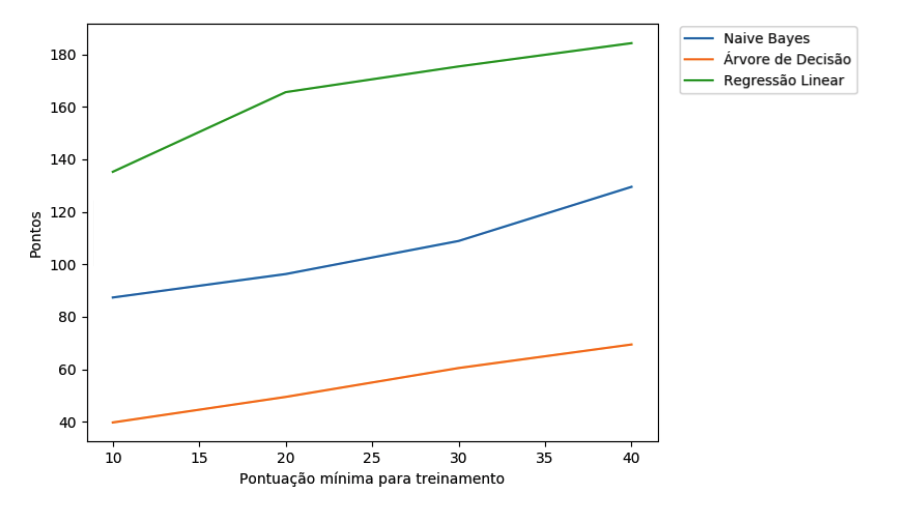 Naive Bayes
Árvore de Decisão
Regressão Linear
Pontos
180
160
140
120
100
80
60
40
10 15 20 25 30 35 40
Pontuação mínima para treinamento